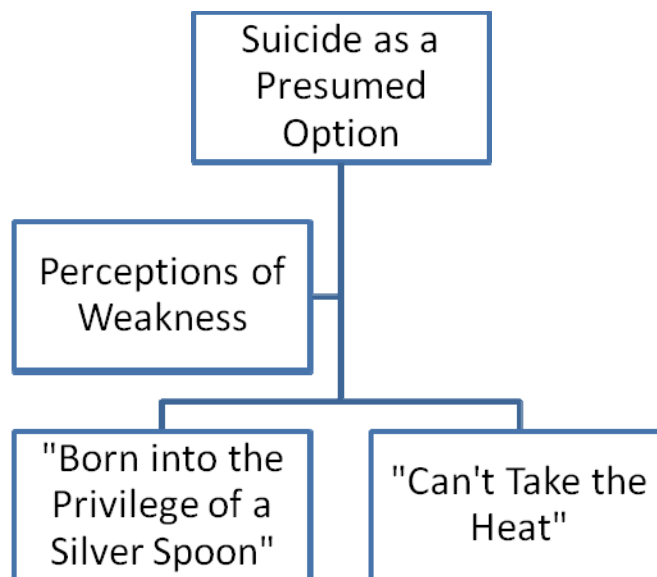 Suicide as a
Presumed
Option
Perceptions of
Weakness
"Born into the
Privilege of a
Silver Spoon"
"Can't Take the
Heat"